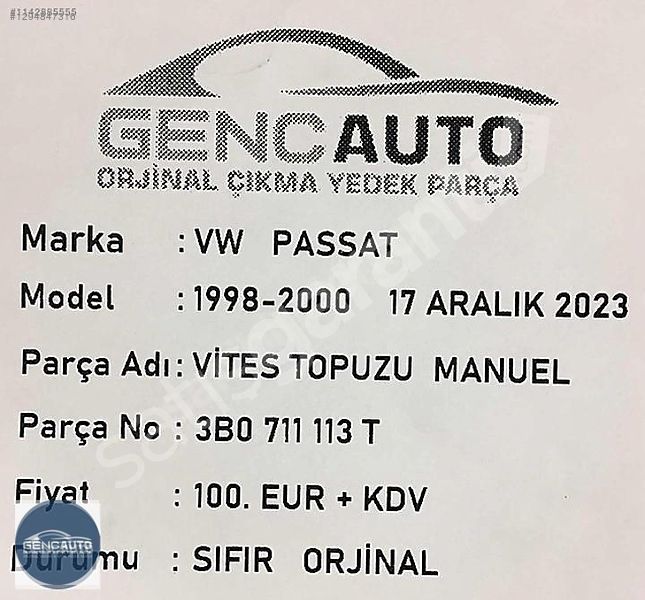 #1142885555
#1294847316
GENCAUTO
ORJİNAL ÇIKMA YEDEK PARÇA
Marka : VW PASSAT
Model : 1998-2000 17 ARALIK 2023
Parça Adı : VİTES TOPUZU MANUEL
Parça No : 3B0 711 113 T
Fiyat : 100. EUR + KDV
Durumu : SIFIR ORJİNAL
GENCAUTO